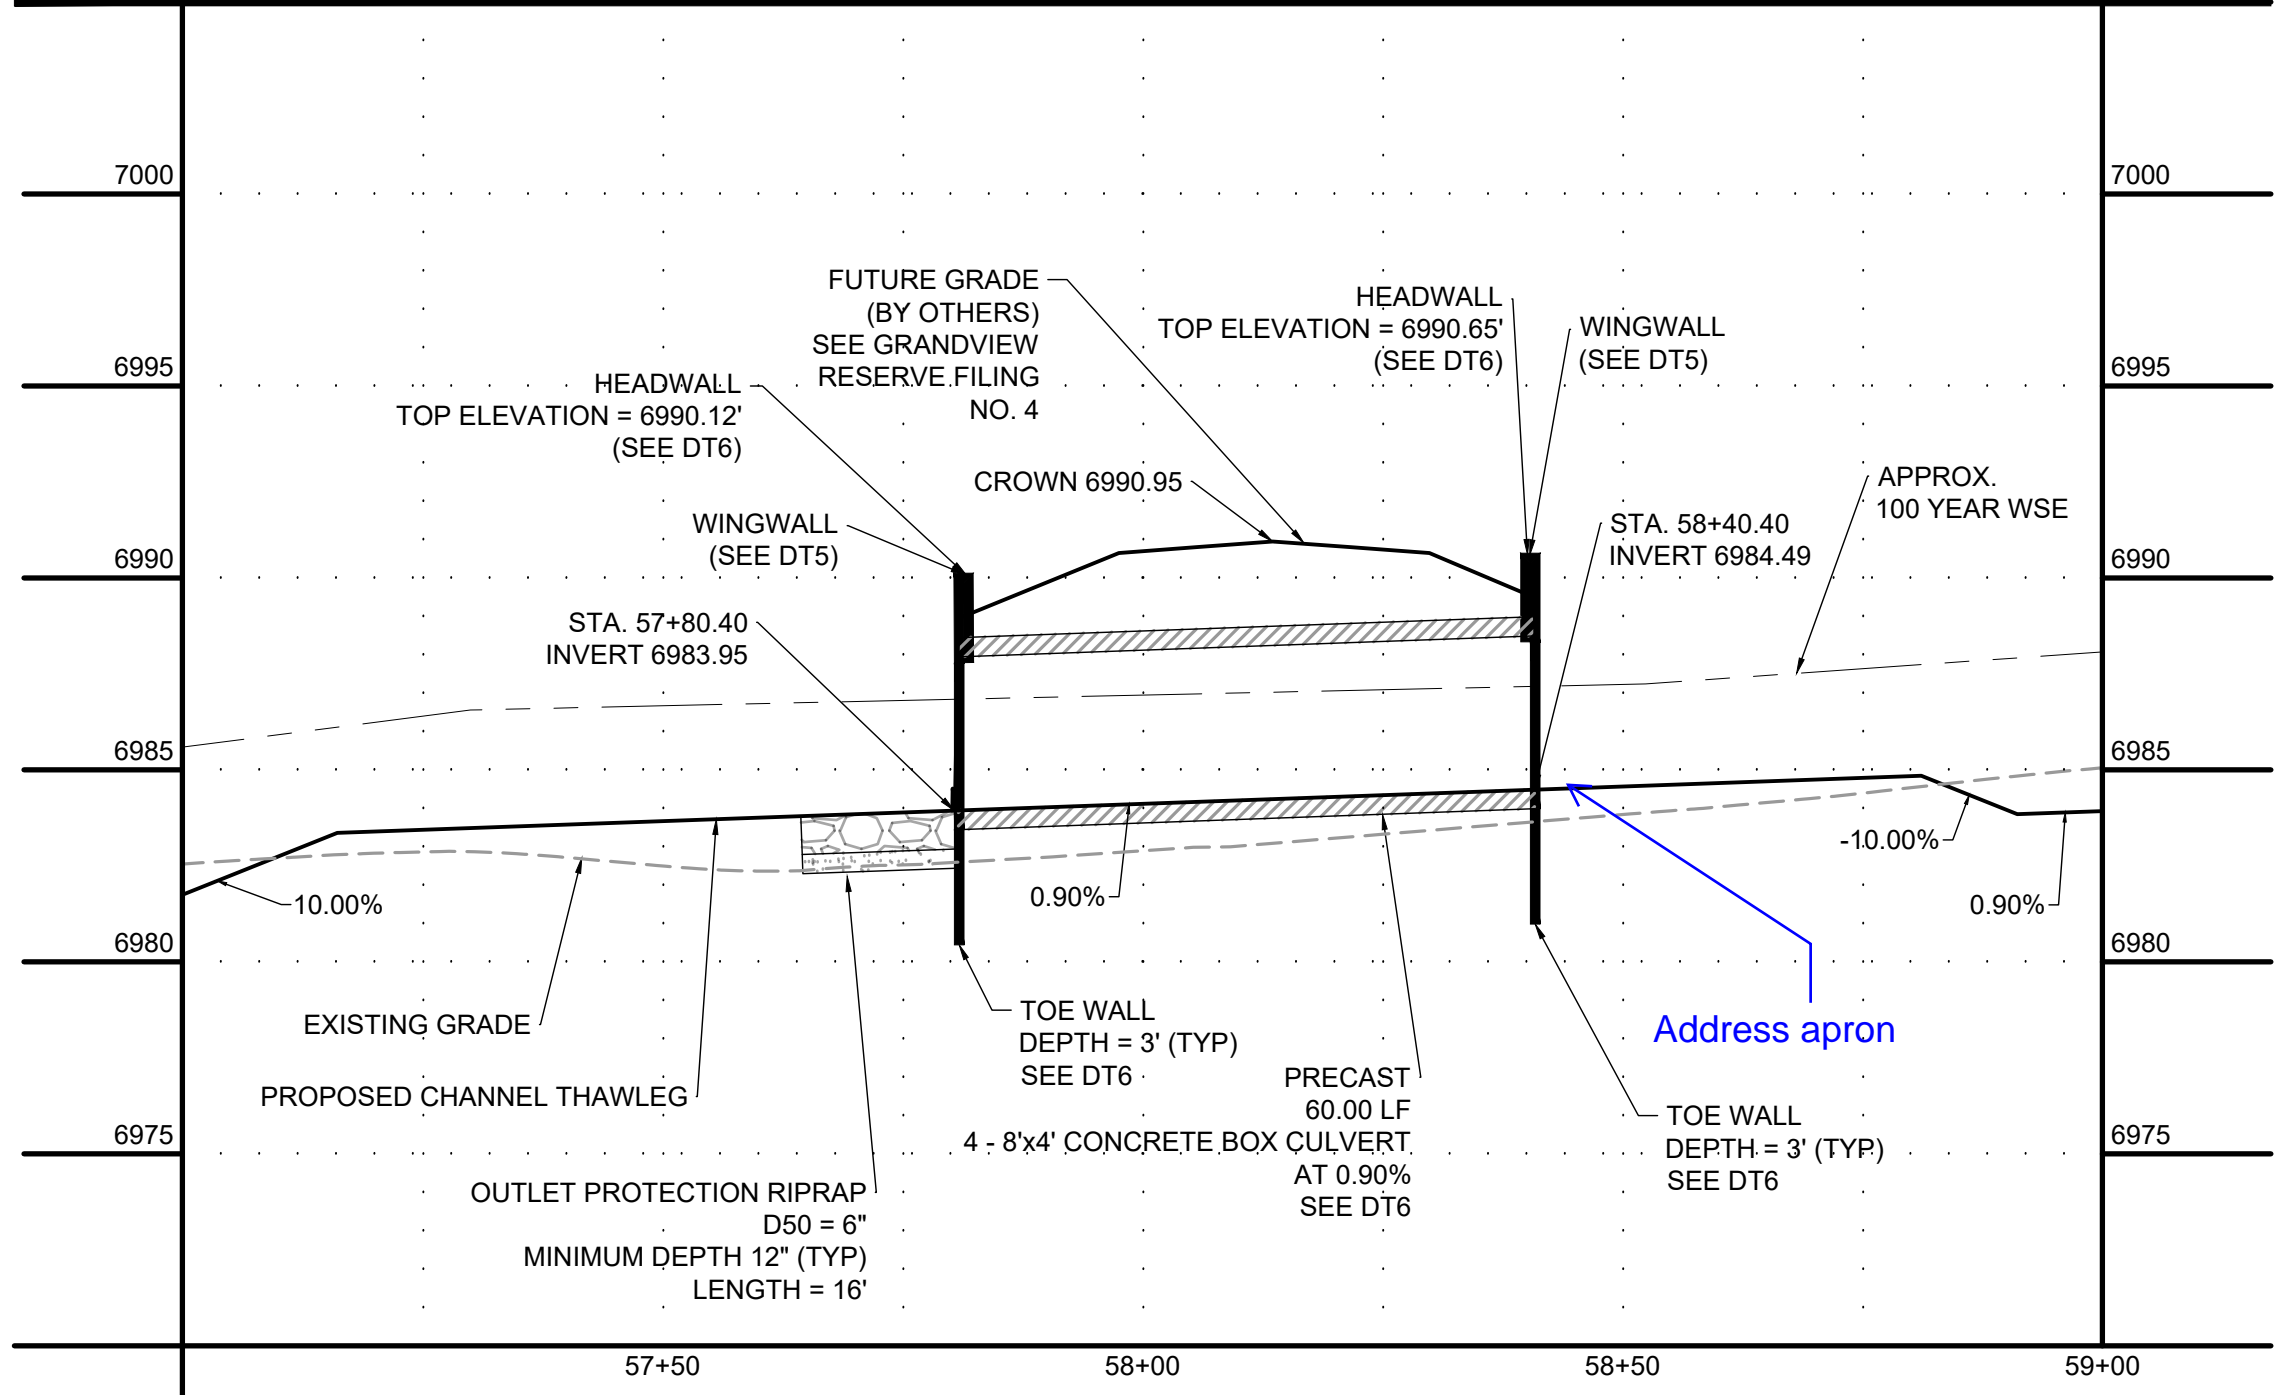 7000
7000
FUTURE GRADE
(BY OTHERS)
SEE GRANDVIEW
RESERVE FILING
NO. 4
HEADWALL
TOP ELEVATION = 6990.65'
(SEE DT6)
WINGWALL
(SEE DT5)
6995
6995
HEADWALL
TOP ELEVATION = 6990.12'
(SEE DT6)
CROWN 6990.95
APPROX.
100 YEAR WSE
WINGWALL
(SEE DT5)
STA. 58+40.40
INVERT 6984.49
6990
6990
STA. 57+80.40
INVERT 6983.95
6985
6985
10.00%
0.90%
-10.00%
0.90%
6980
6980
EXISTING GRADE
TOE WALL
DEPTH = 3' (TYP)
SEE DT6
Address apron
PROPOSED CHANNEL THAWLEG
PRECAST
60.00 LF
4 - 8'x4' CONCRETE BOX CULVERT
AT 0.90%
SEE DT6
TOE WALL
DEPTH = 3' (TYP)
SEE DT6
6975
6975
OUTLET PROTECTION RIPRAP
D50 = 6"
MINIMUM DEPTH 12" (TYP)
LENGTH = 16'
57+50
58+00
58+50
59+00